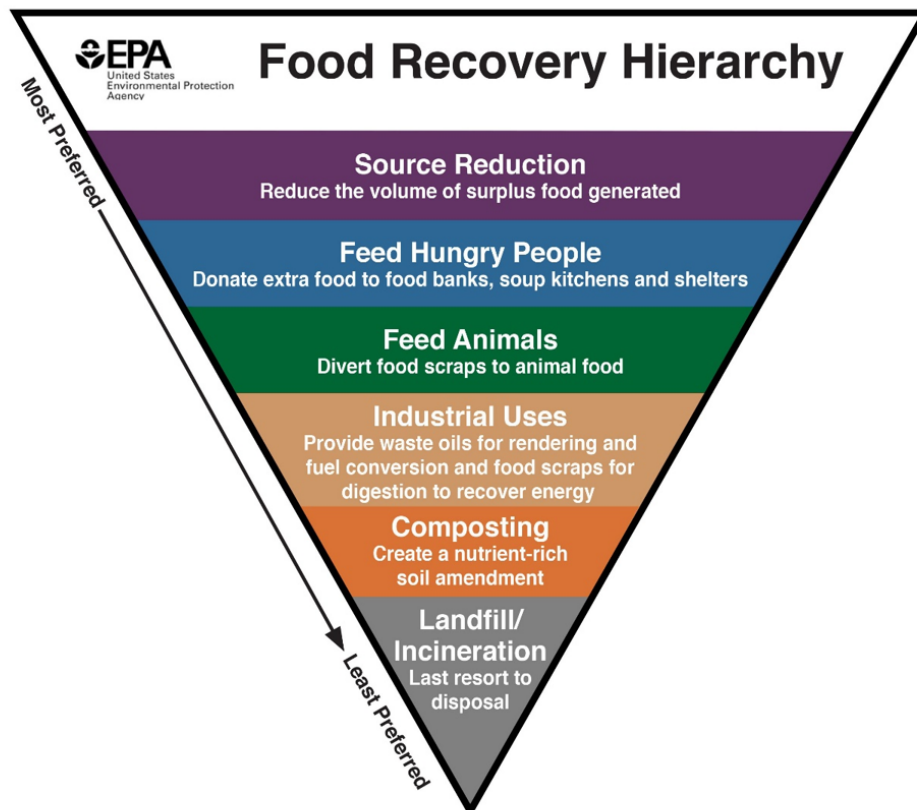 EPA
United States
Environmental Protection
Agency
Food Recovery Hierarchy
Most Preferred
Source Reduction
Reduce the volume of surplus food generated
Feed Hungry People
Donate extra food to food banks, soup kitchens and shelters
Feed Animals
Divert food scraps to animal food
Industrial Uses
Provide waste oils for rendering and
fuel conversion and food scraps for
digestion to recover energy
Composting
Create a nutrient-rich
soil amendment
Landfill/
Incineration
Last resort to
disposal
Least Preferred